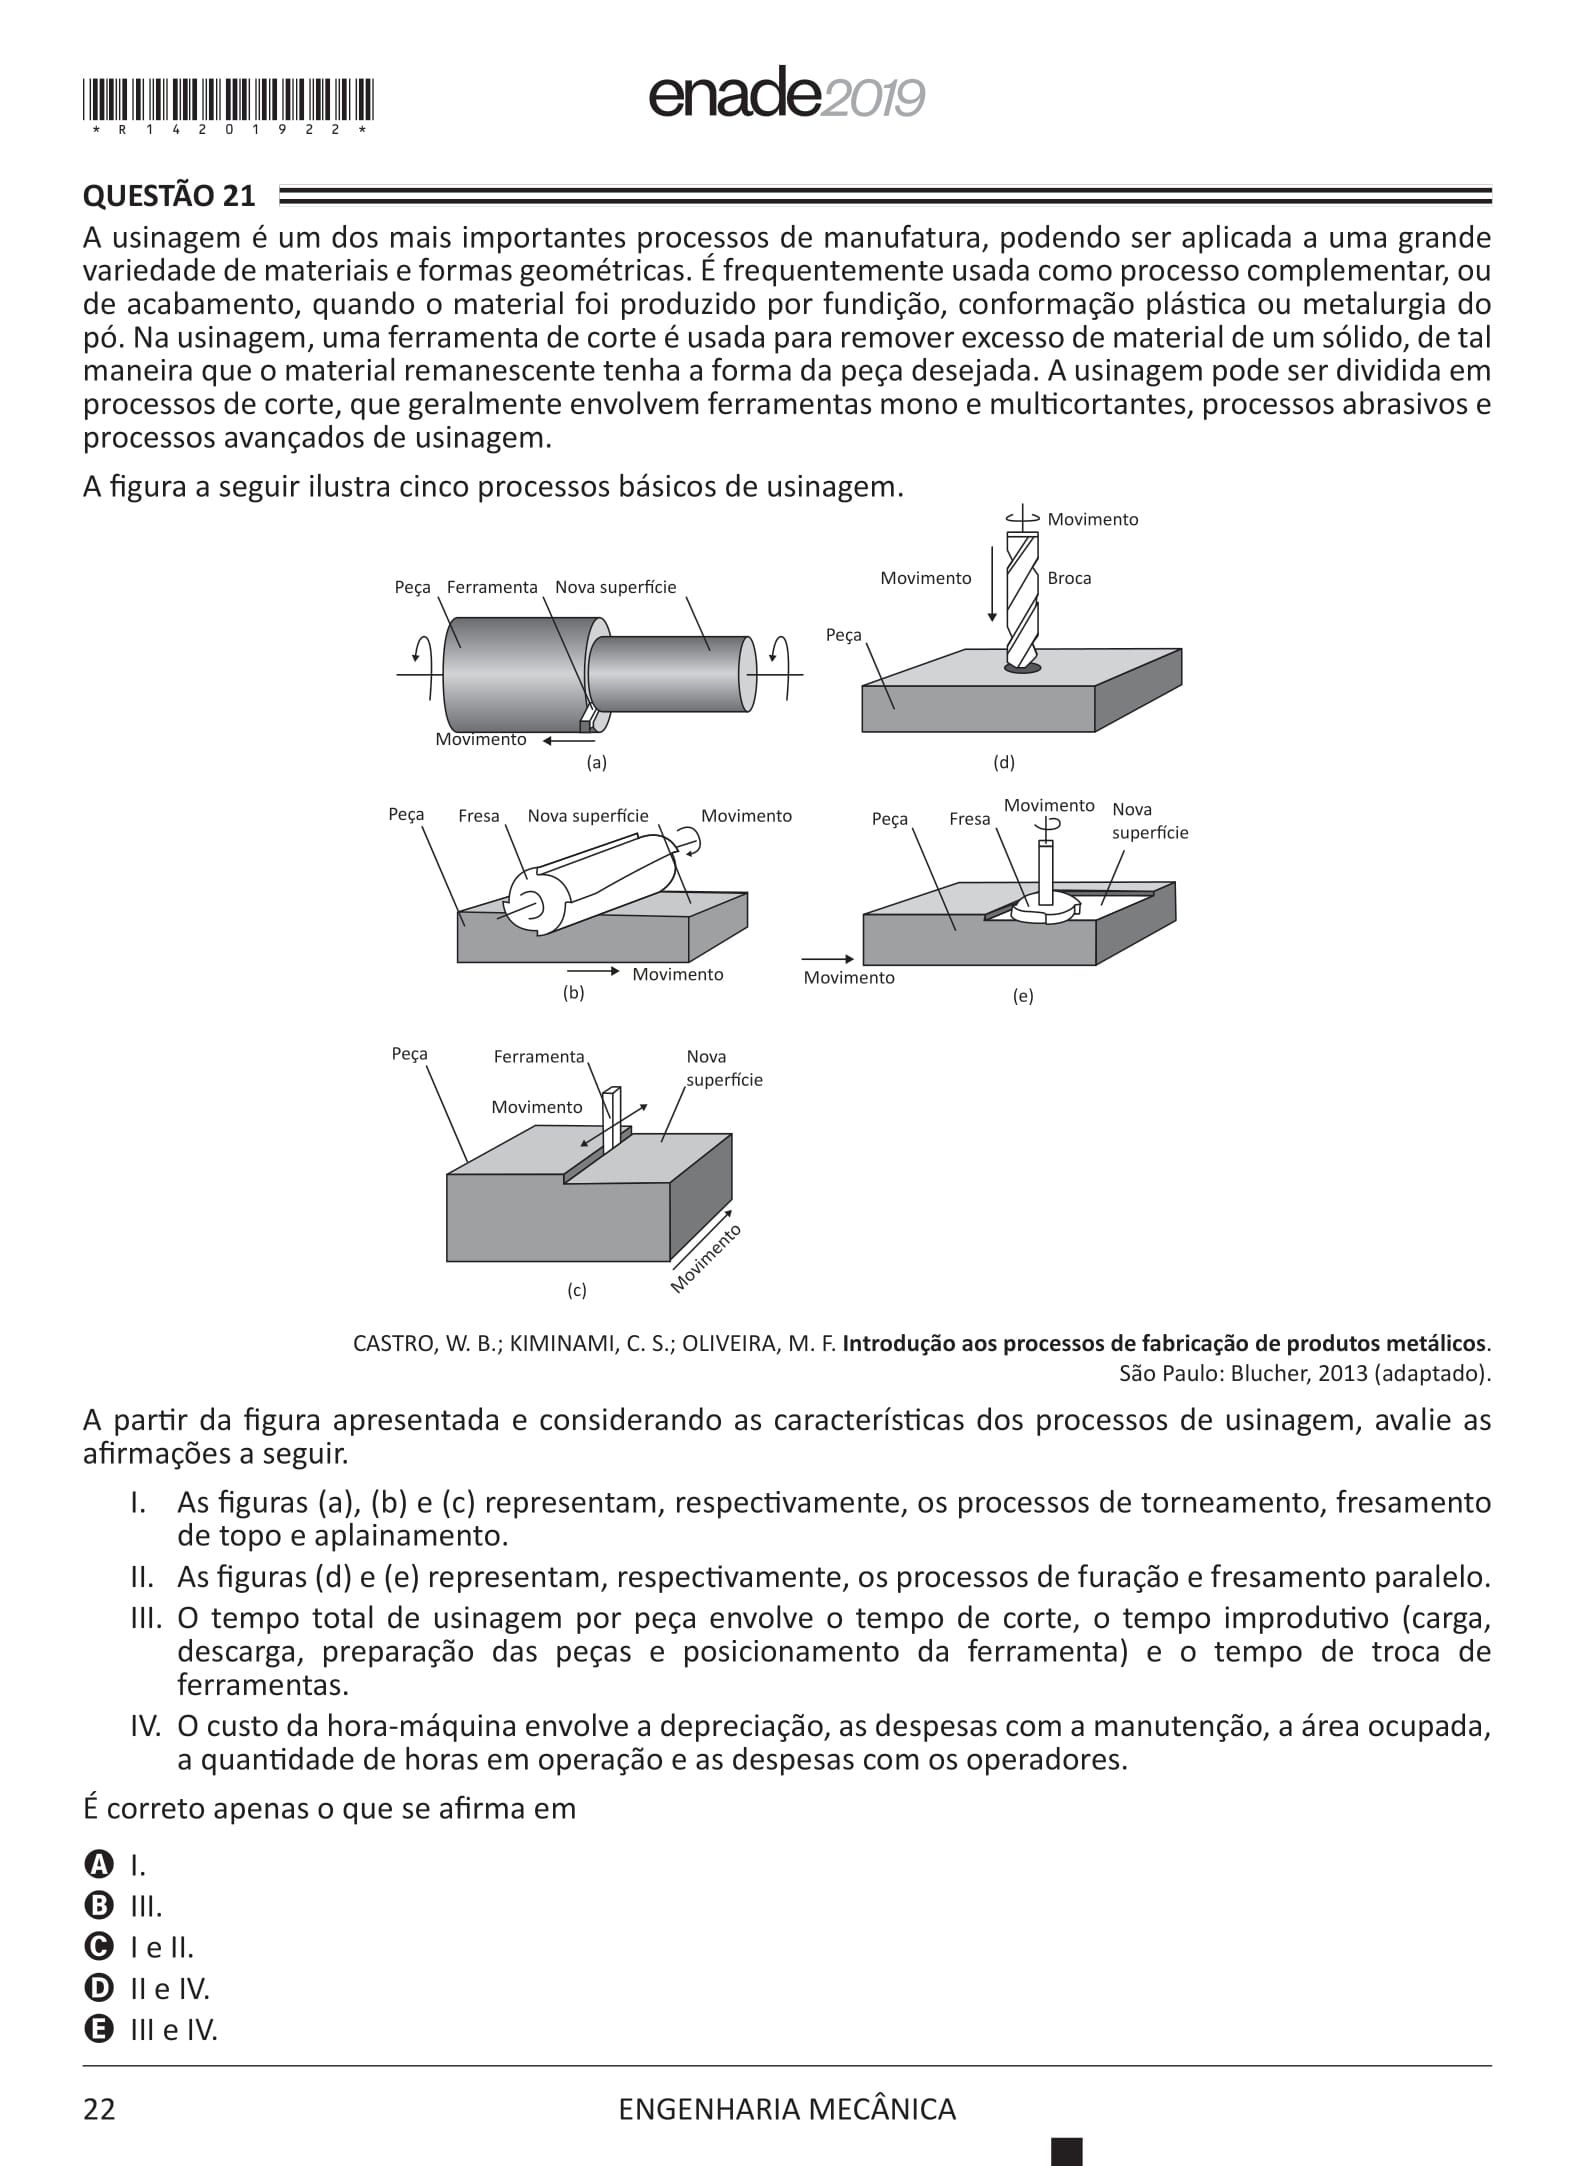 *R14201922*
enade2019
QUESTÃO 21
A usinagem é um dos mais importantes processos de manufatura, podendo ser aplicada a uma grande
variedade de materiais e formas geométricas. É frequentemente usada como processo complementar, ou
de acabamento, quando o material foi produzido por fundição, conformação plástica ou metalurgia do
pó. Na usinagem, uma ferramenta de corte é usada para remover excesso de material de um sólido, de tal
maneira que o material remanescente tenha a forma da peça desejada. A usinagem pode ser dividida em
processos de corte, que geralmente envolvem ferramentas mono e multicortantes, processos abrasivos e
processos avançados de usinagem.
A figura a seguir ilustra cinco processos básicos de usinagem.
Peça Ferramenta Nova superfície
Movimento
(a)
Movimento
Movimento
Broca
Peça
(d)
Peça Fresa Nova superfície Movimento
Movimento
(b)
Peça Fresa Movimento Nova
superfície
Movimento
(e)
Peça Ferramenta Nova
superfície
Movimento
Movimento
(c)
CASTRO, W. B.; KIMINAMI, C. S.; OLIVEIRA, M. F. Introdução aos processos de fabricação de produtos metálicos.
São Paulo: Blucher, 2013 (adaptado).
A partir da figura apresentada e considerando as características dos processos de usinagem, avalie as
afirmações a seguir.
I. As figuras (a), (b) e (c) representam, respectivamente, os processos de torneamento, fresamento
de topo e aplainamento.
II. As figuras (d) e (e) representam, respectivamente, os processos de furação e fresamento paralelo.
III. O tempo total de usinagem por peça envolve o tempo de corte, o tempo improdutivo (carga,
descarga, preparação das peças e posicionamento da ferramenta) e o tempo de troca de
ferramentas.
IV. O custo da hora-máquina envolve a depreciação, as despesas com a manutenção, a área ocupada,
a quantidade de horas em operação e as despesas com os operadores.
É correto apenas o que se afirma em
A I.
B III.
C I e II.
D II e IV.
E III e IV.
22
ENGENHARIA MECÂNICA